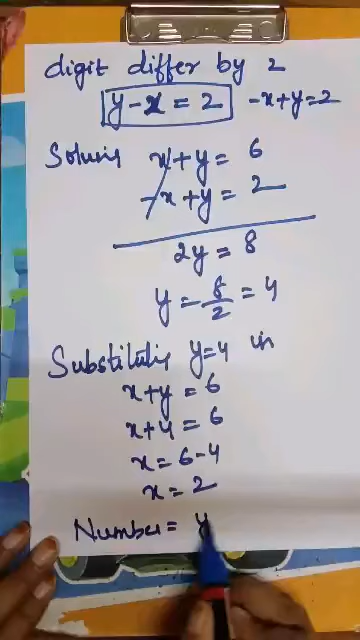 digit differ by 2
y - x = 2 -x+y=2
Solving x+y = 6
-x+y = 2
2y = 8
y = 8/2 = 4
Substituting y=4 in
x+y = 6
x+4 = 6
x = 6-4
x = 2
Number = y